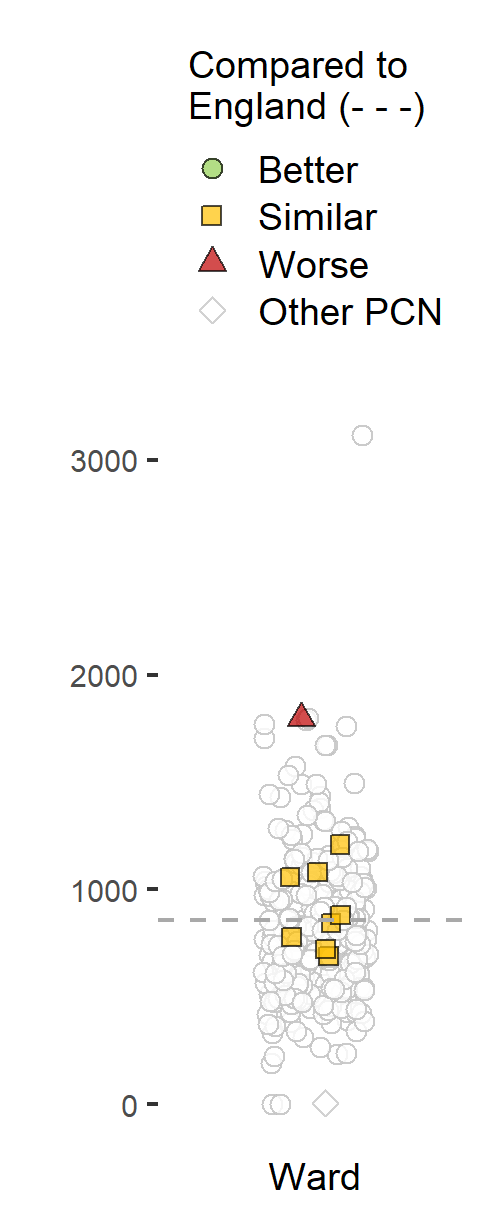 Compared to
England (- - -)
Better
Similar
Worse
Other PCN
3000
2000
1000
0
Ward